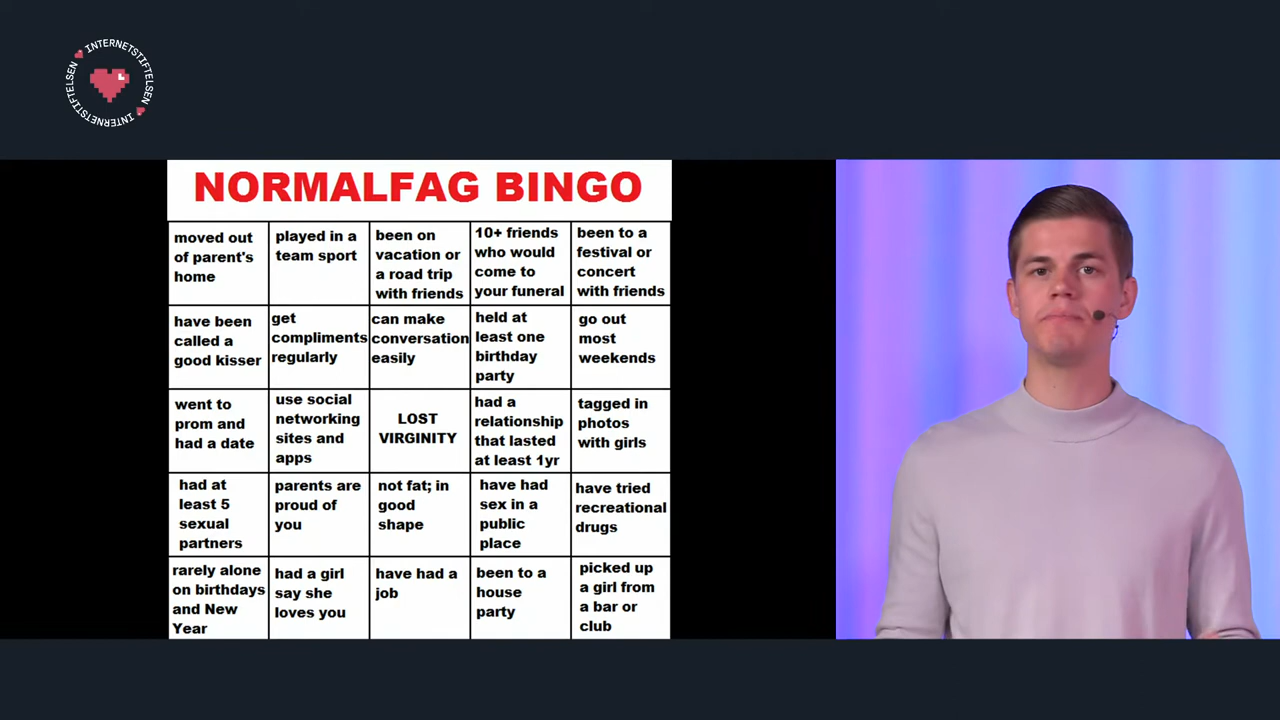 INTERNETSTIFTELSEN
INTERNETSTIFTELSEN
NORMALFAG BINGO
moved out
of parent's
home
played in a
team sport
been on
vacation or
a road trip
with friends
10+ friends
who would
come to
your funeral
been to a
festival or
concert
with friends
have been
called a
good kisser
get
compliments
regularly
can make
conversation
easily
held at
least one
birthday
party
go out
most
weekends
went to
prom and
had a date
use social
networking
sites and
apps
LOST
VIRGINITY
had a
relationship
that lasted
at least 1yr
tagged in
photos
with girls
had at
least 5
sexual
partners
parents are
proud of
you
not fat; in
good
shape
have had
sex in a
public
place
have tried
recreational
drugs
rarely alone
on birthdays
and New
Year
had a girl
say she
loves you
have had a
job
been to a
house
party
picked up
a girl from
a bar or
club